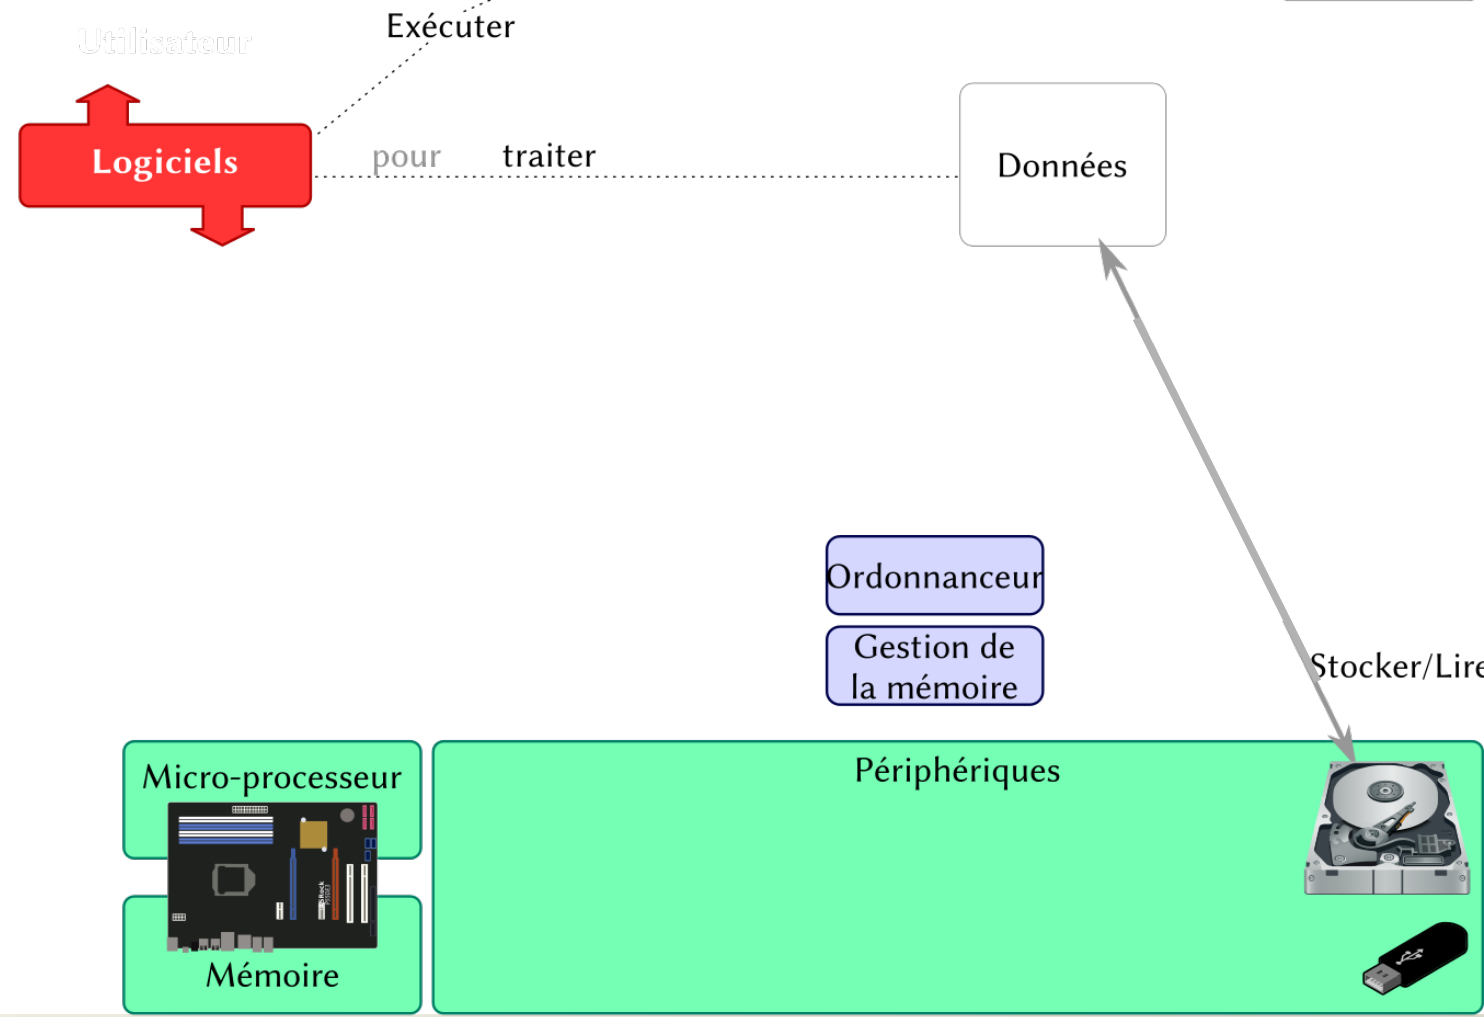 Exécuter
Utilisateur
Logiciels
pour traiter
Données
Ordonnanceur
Gestion de
la mémoire
Stocker/Lire
Micro-processeur
Périphériques
Mémoire